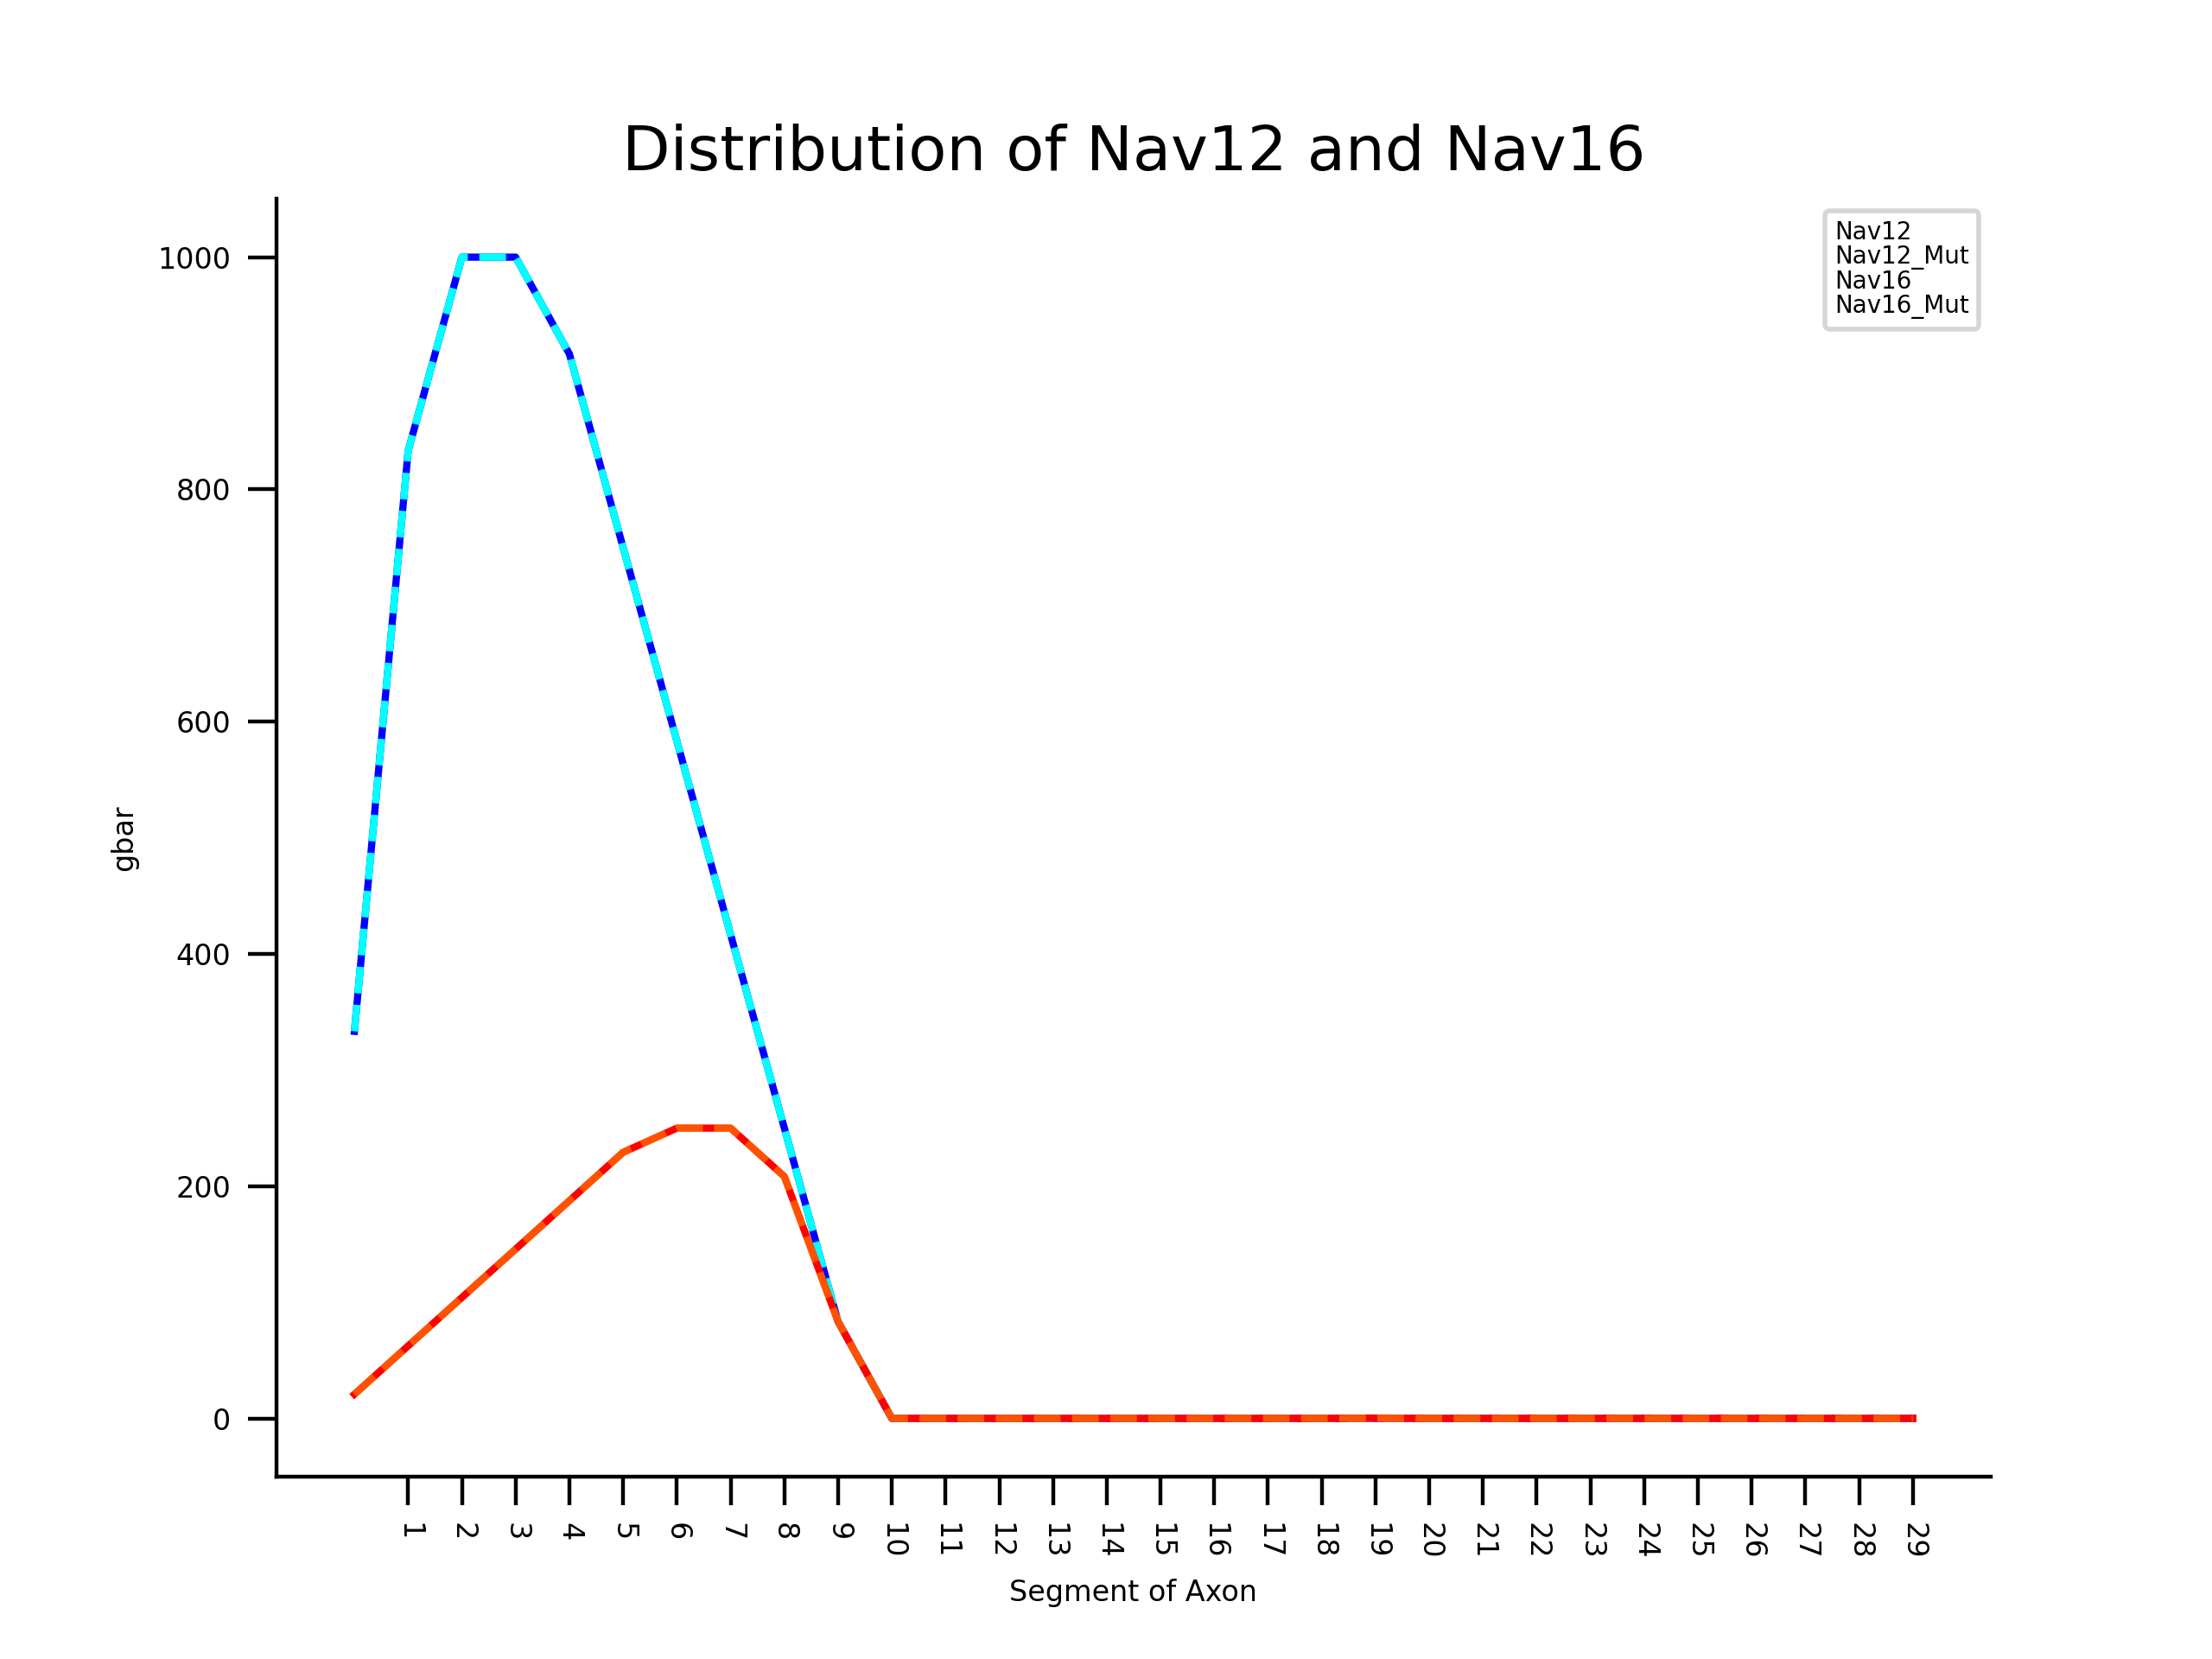 Distribution of Nav12 and Nav16
Nav12
Nav12_Mut
Nav16
Nav16_Mut
1000
800
600
400
200
0
gbar
1 2 3 4 5 6 7 8 9 10 11 12 13 14 15 16 17 18 19 20 21 22 23 24 25 26 27 28 29
Segment of Axon